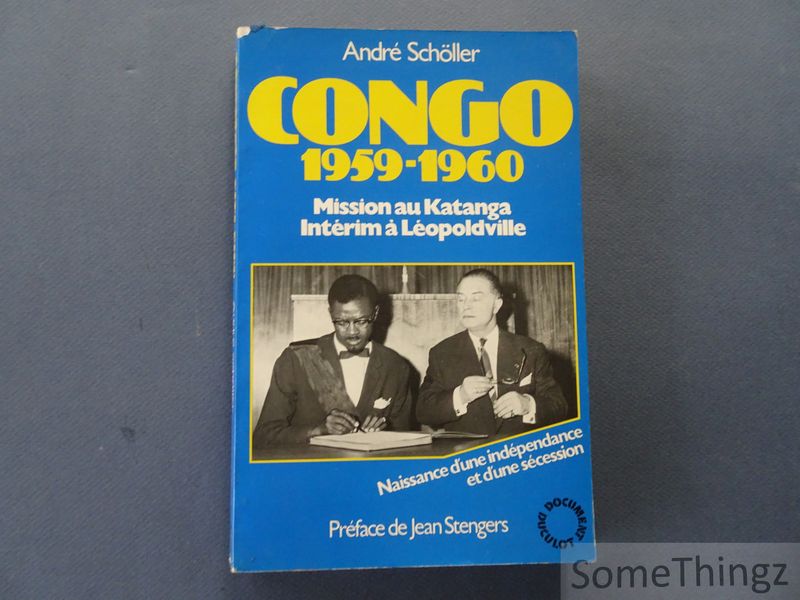 André Schöller
CONGO
1959-1960
Mission au Katanga
Intérim à Léopoldville
Naissance d'une indépendance
et d'une sécession
Préface de Jean Stengers
DOCUMENT
DUCULOT
SomeThingz